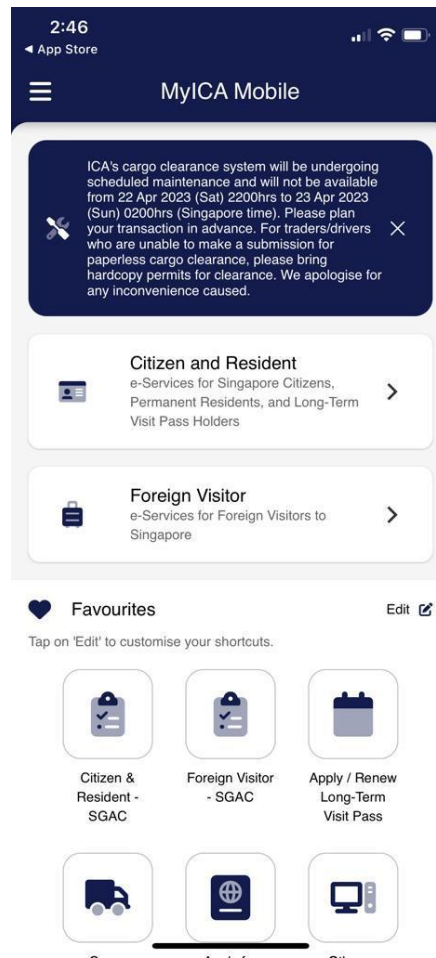 2:46
◀ App Store
MyICA Mobile
ICA's cargo clearance system will be undergoing
scheduled maintenance and will not be available
from 22 Apr 2023 (Sat) 2200hrs to 23 Apr 2023
(Sun) 0200hrs (Singapore time). Please plan
your transaction in advance. For traders/drivers
who are unable to make a submission for
paperless cargo clearance, please bring
hardcopy permits for clearance. We apologise for
any inconvenience caused.
Citizen and Resident
e-Services for Singapore Citizens,
Permanent Residents, and Long-Term
Visit Pass Holders
Foreign Visitor
e-Services for Foreign Visitors to
Singapore
Favourites
Edit
Tap on 'Edit' to customise your shortcuts.
Citizen &
Resident -
SGAC
Foreign Visitor
- SGAC
Apply / Renew
Long-Term
Visit Pass